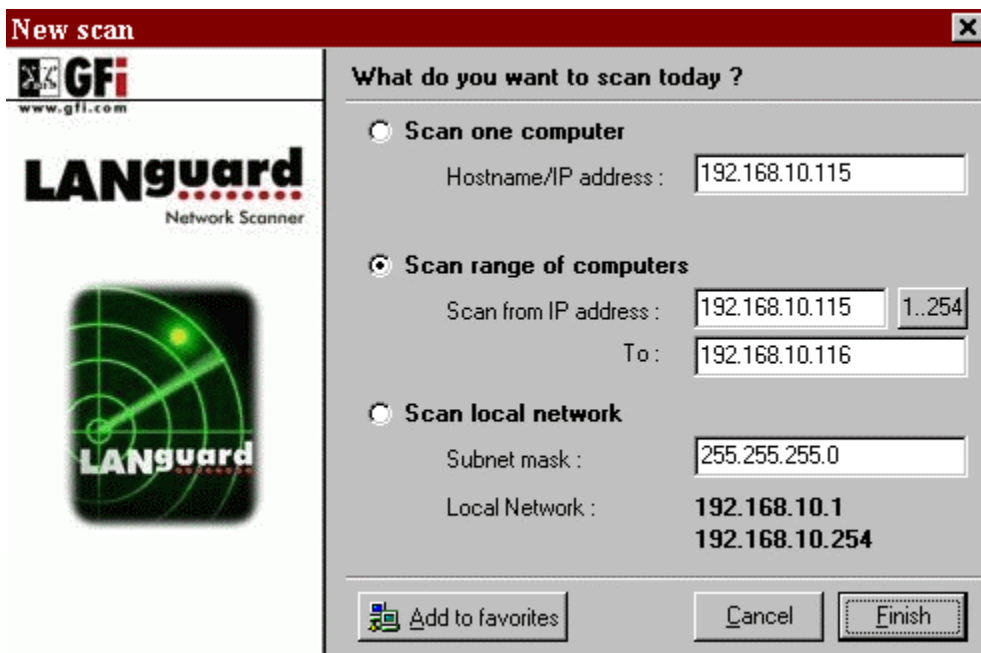 New scan
GFi
www.gfi.com
LANguard
Network Scanner
LANguard
What do you want to scan today ?
Scan one computer
Hostname/IP address : 192.168.10.115
Scan range of computers
Scan from IP address : 192.168.10.115 1..254
To : 192.168.10.116
Scan local network
Subnet mask : 255.255.255.0
Local Network : 192.168.10.1
192.168.10.254
Add to favorites Cancel Finish